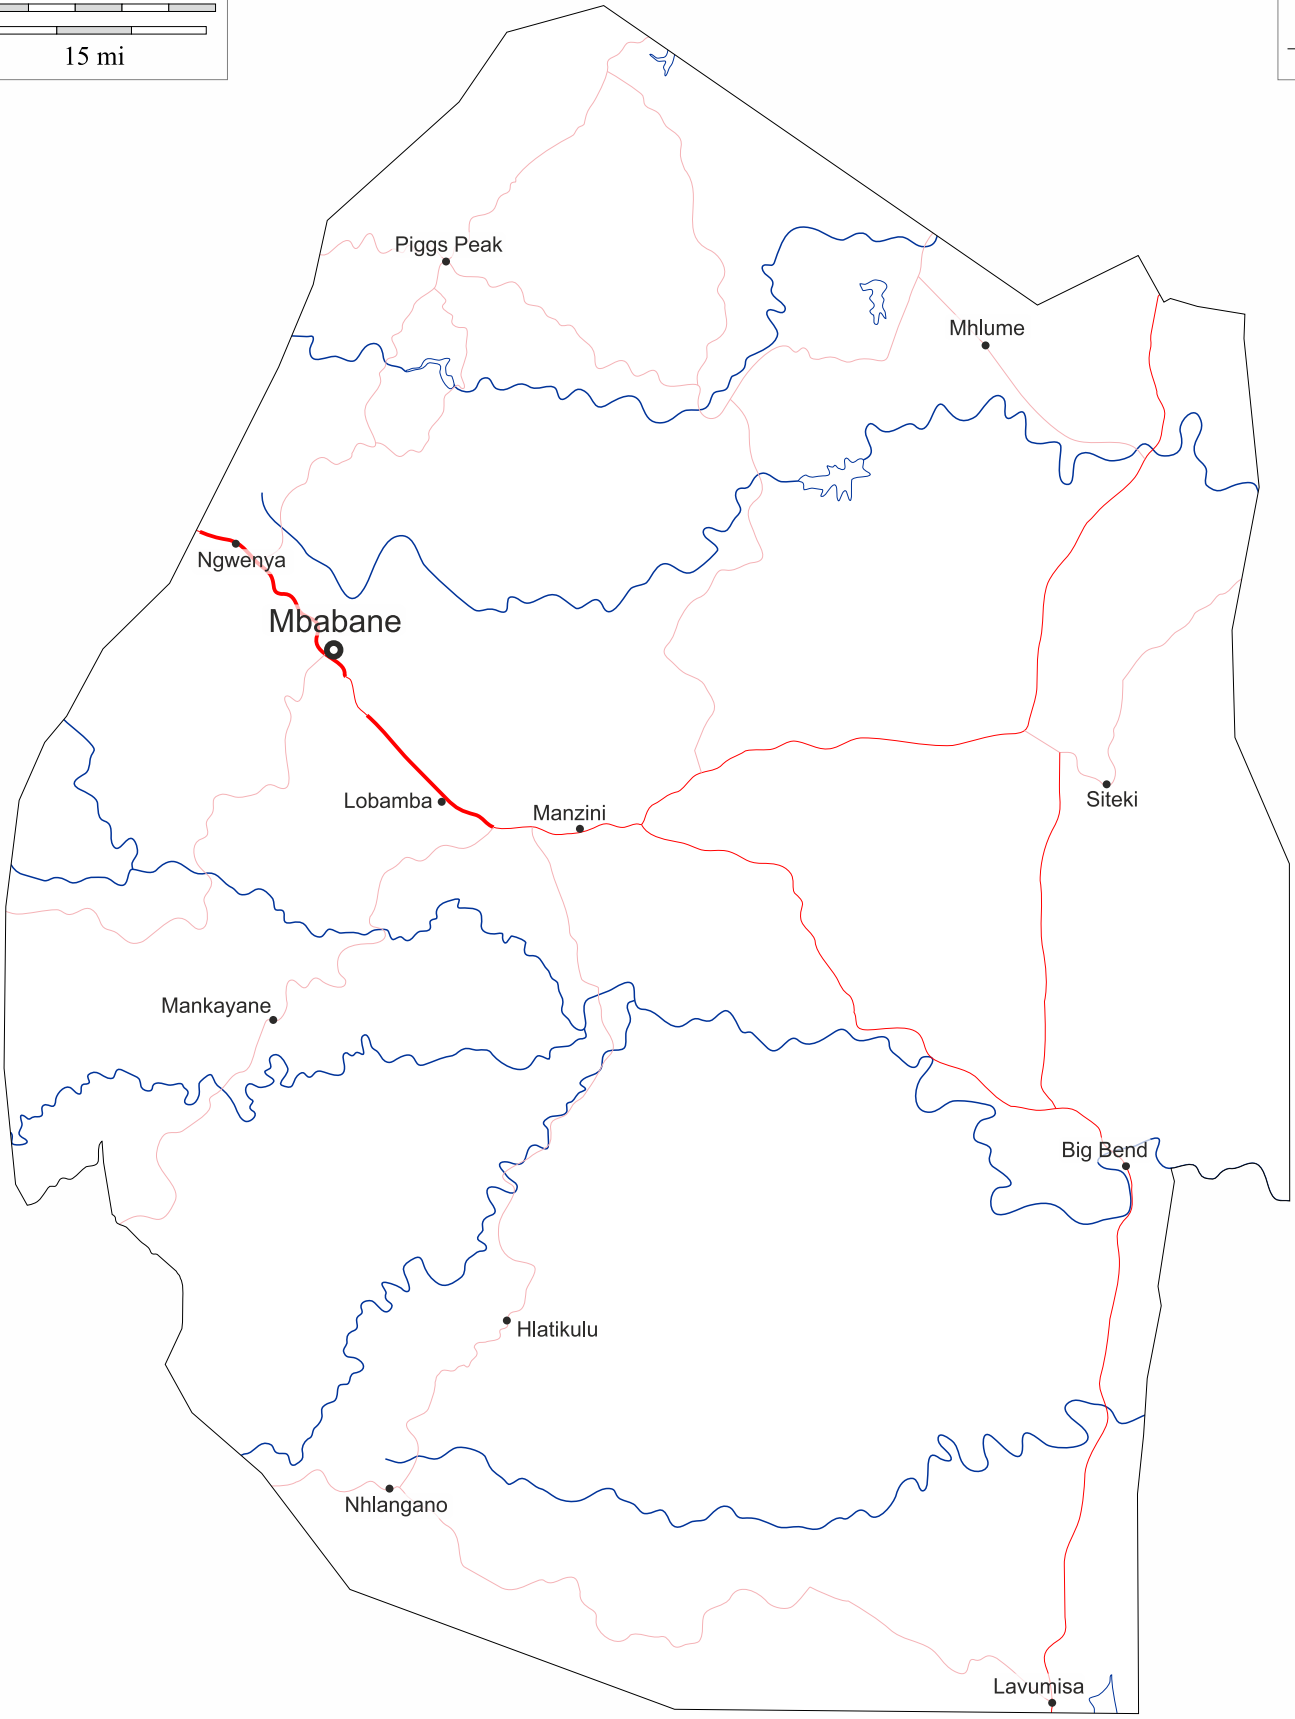 15 mi
Piggs Peak
Mhlume
Ngwenya
Mbabane
Lobamba
Manzini
Siteki
Mankayane
Big Bend
Hlatikulu
Nhlangano
Lavumisa